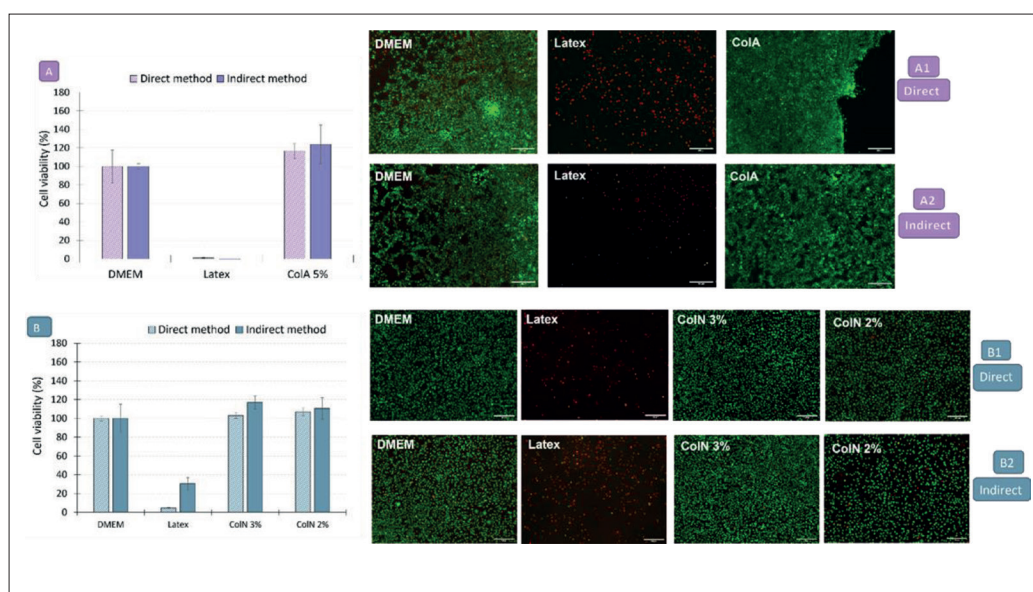 A
Direct method Indirect method
Cell viability (%)
180
160
140
120
100
80
60
40
20
0
DMEM Latex ColA 5%
DMEM Latex ColA
A1
Direct
DMEM Latex ColA
A2
Indirect
B
Direct method Indirect method
Cell viability (%)
180
160
140
120
100
80
60
40
20
0
DMEM Latex ColN 3% ColN 2%
DMEM Latex ColN 3% ColN 2%
B1
Direct
DMEM Latex ColN 3% ColN 2%
B2
Indirect